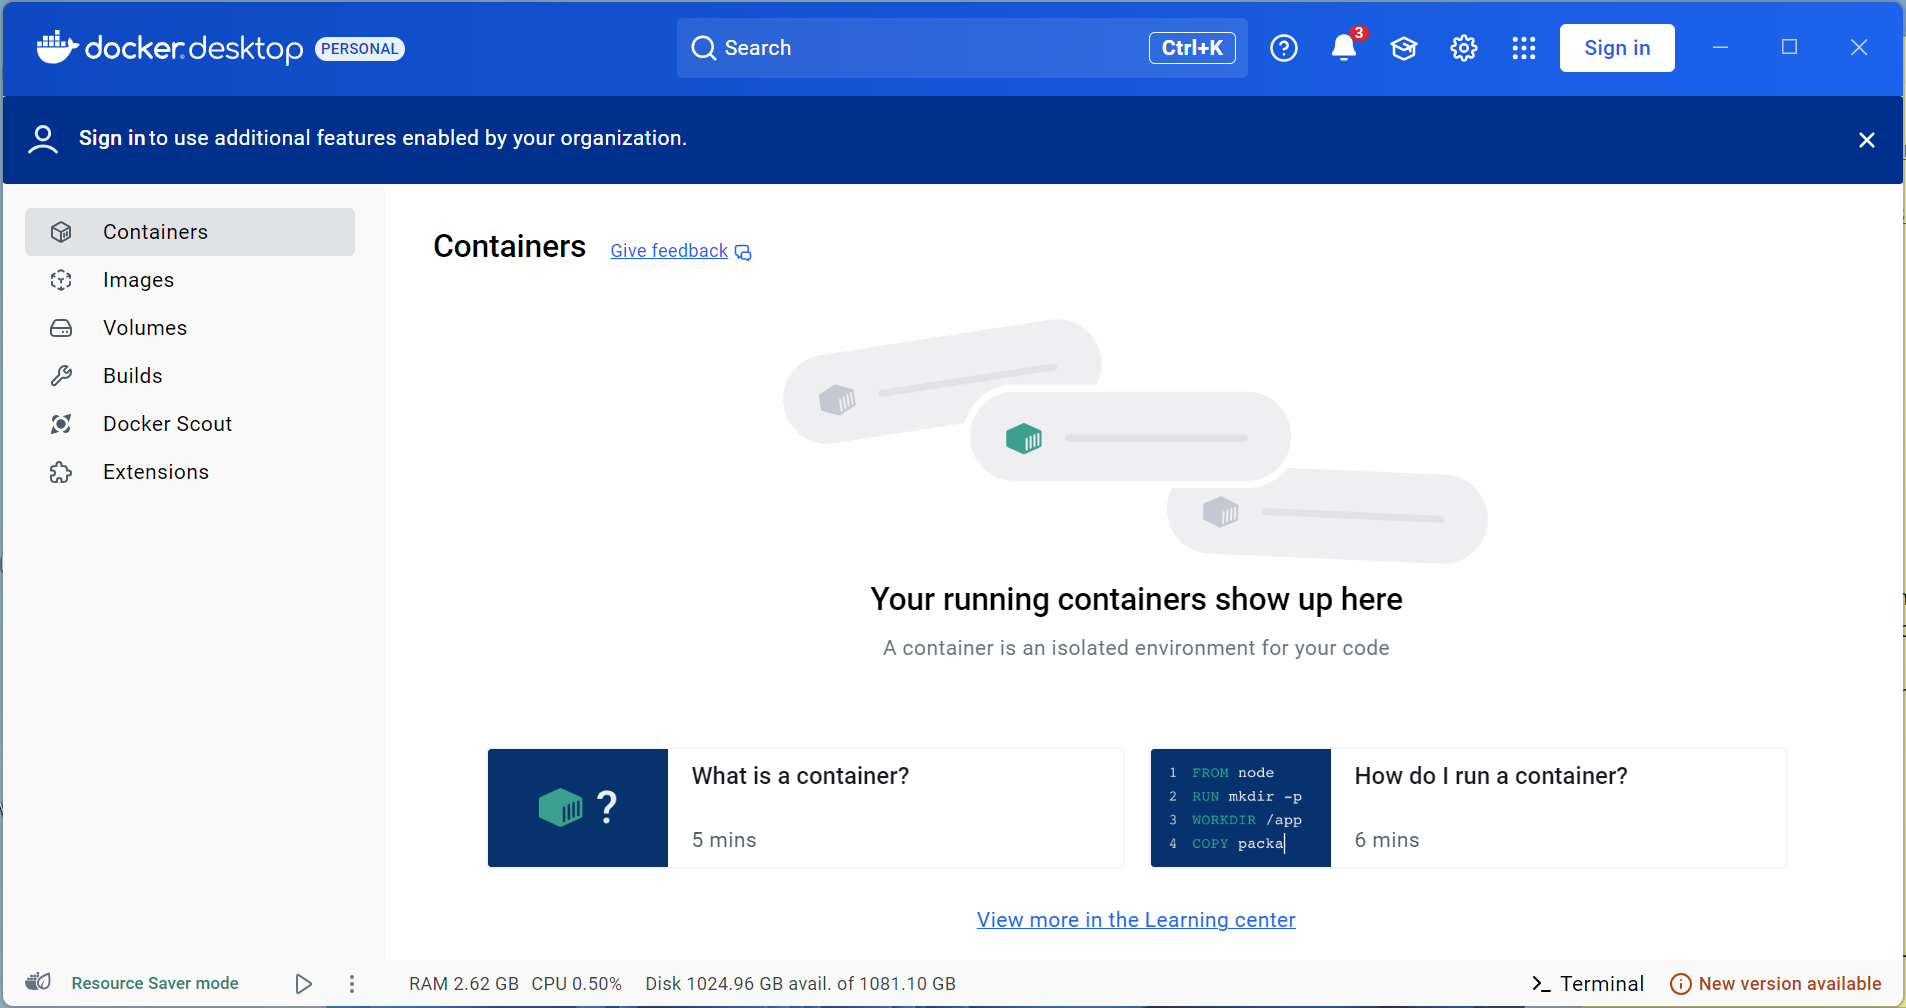 docker desktop PERSONAL
Search
Ctrl+K
3
Sign in
Sign in to use additional features enabled by your organization.
Containers
Images
Volumes
Builds
Docker Scout
Extensions
Containers
Give feedback
Your running containers show up here
A container is an isolated environment for your code
?
What is a container?
5 mins
1 FROM node
2 RUN mkdir -p
3 WORKDIR /app
4 COPY packa
How do I run a container?
6 mins
View more in the Learning center
Resource Saver mode
RAM 2.62 GB CPU 0.50% Disk 1024.96 GB avail. of 1081.10 GB
>_ Terminal
New version available